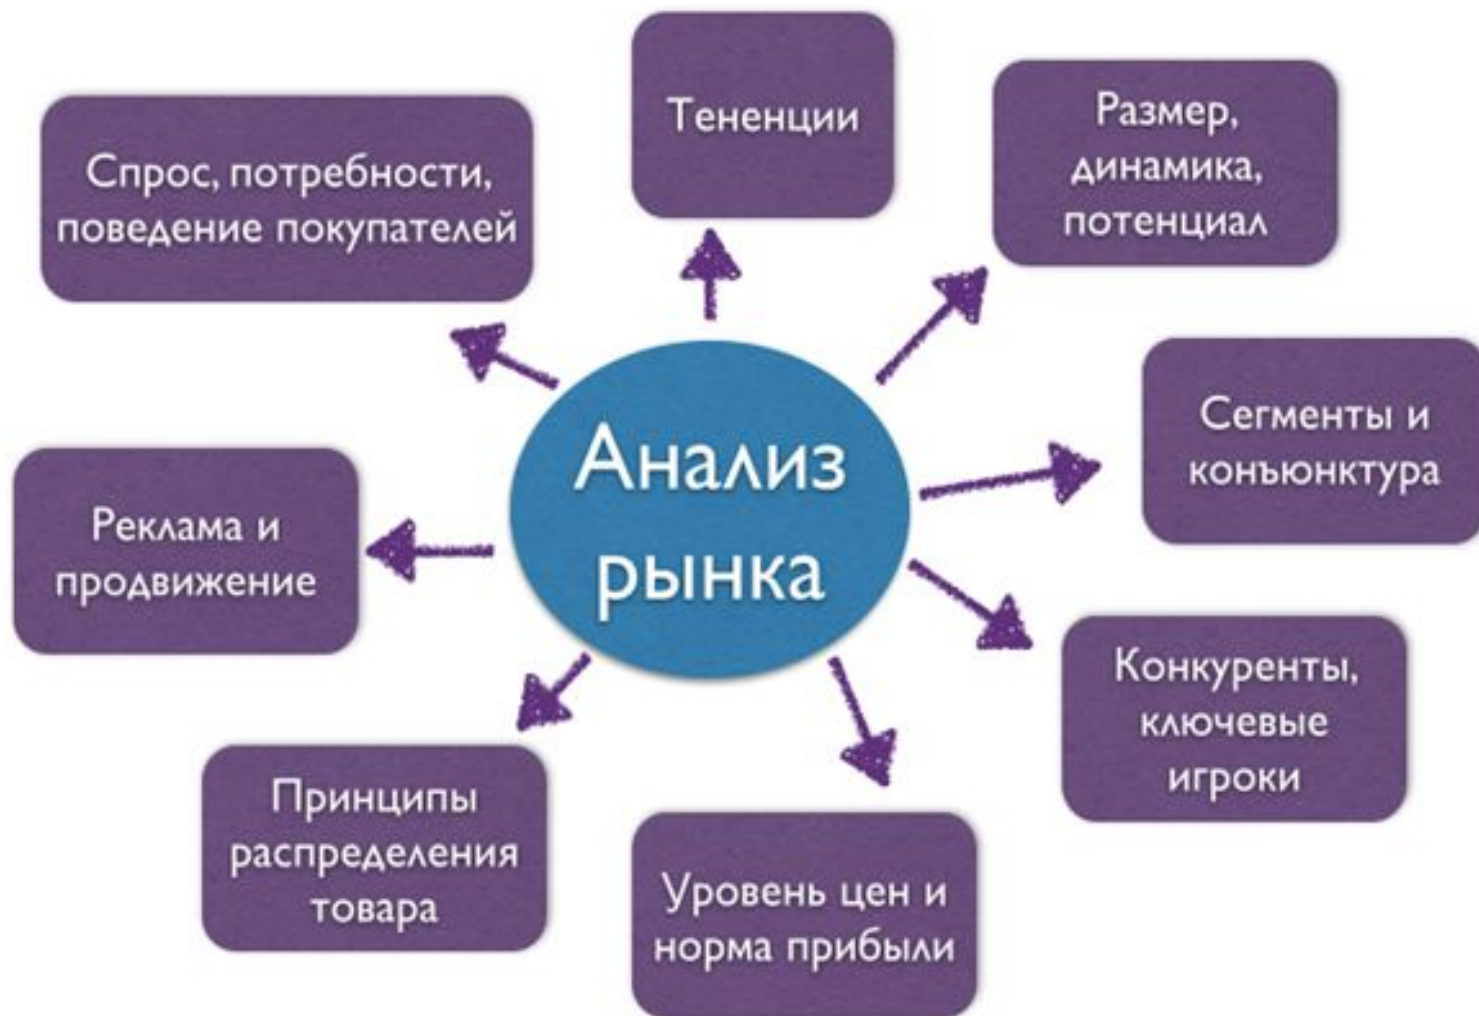 Тененции
Размер,
динамика,
потенциал
Спрос, потребности,
поведение покупателей
Сегменты и
конъюнктура
Анализ
рынка
Реклама и
продвижение
Конкуренты,
ключевые
игроки
Принципы
распределения
товара
Уровень цен и
норма прибыли